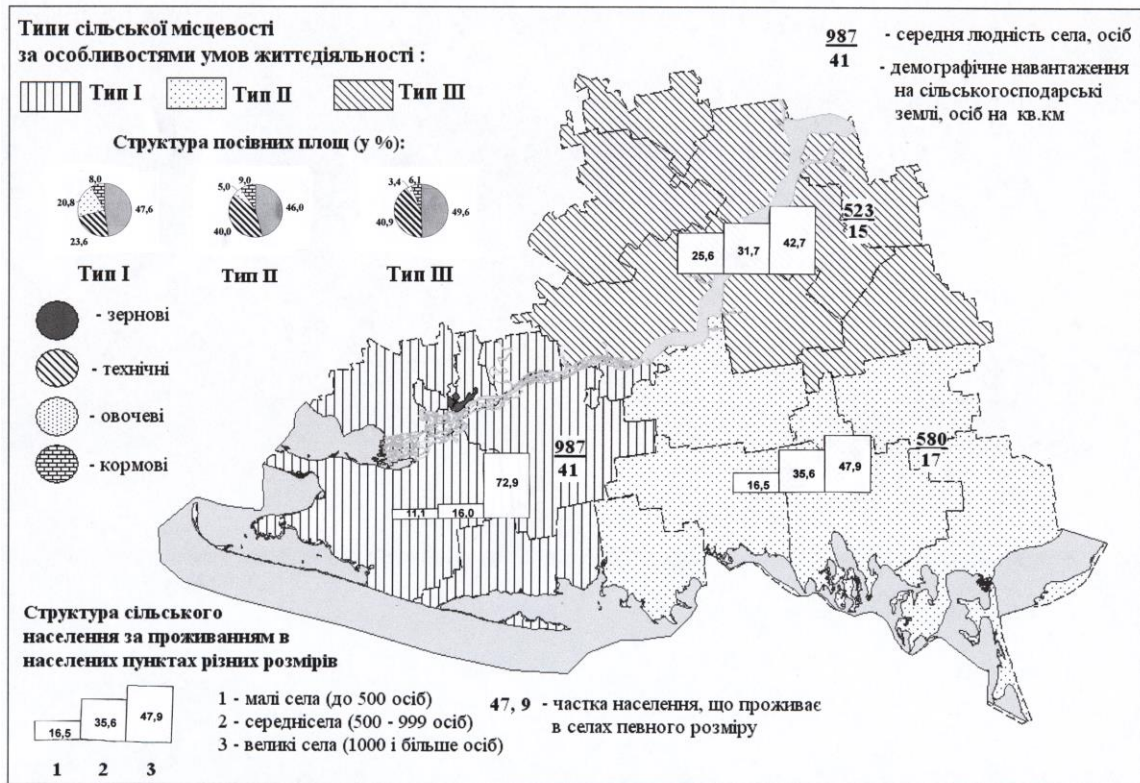 Типи сільської місцевості
за особливостями умов життєдіяльності :
Тип I
Тип II
Тип III
Структура посівних площ (у %):
8,0
20,8
47,6
23,6
5,0
9,0
46,0
40,0
3,4
6,1
49,6
40,9
Тип I
Тип II
Тип III
- зернові
- технічні
- овочеві
- кормові
987
41
- середня людність села, осіб
- демографічне навантаження
на сільськогосподарські
землі, осіб на кв.км
523
15
25,6
31,7
42,7
987
41
72,9
11,1
16,0
580
17
16,5
35,6
47,9
Структура сільського
населення за проживанням в
населених пунктах різних розмірів
16,5
35,6
47,9
1
2
3
1 - малі села (до 500 осіб)
2 - середнісела (500 - 999 осіб)
3 - великі села (1000 і більше осіб)
47, 9 - частка населення, що проживає
в селах певного розміру